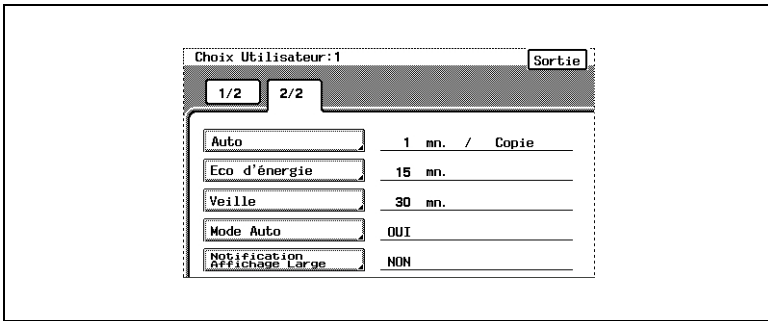 Choix Utilisateur:1
Sortie
1/2
2/2
Auto 1 mn. / Copie
Eco d'énergie 15 mn.
Veille 30 mn.
Mode Auto OUI
Notification
Affichage Large NON